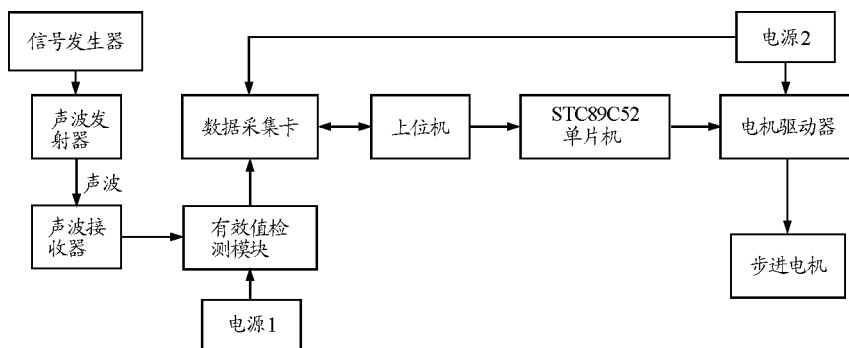 信号发生器
电源2
声波发
射器
数据采集卡
上位机
STC89C52
单片机
电机驱动器
声波
声波接
收器
有效值检
测模块
步进电机
电源1